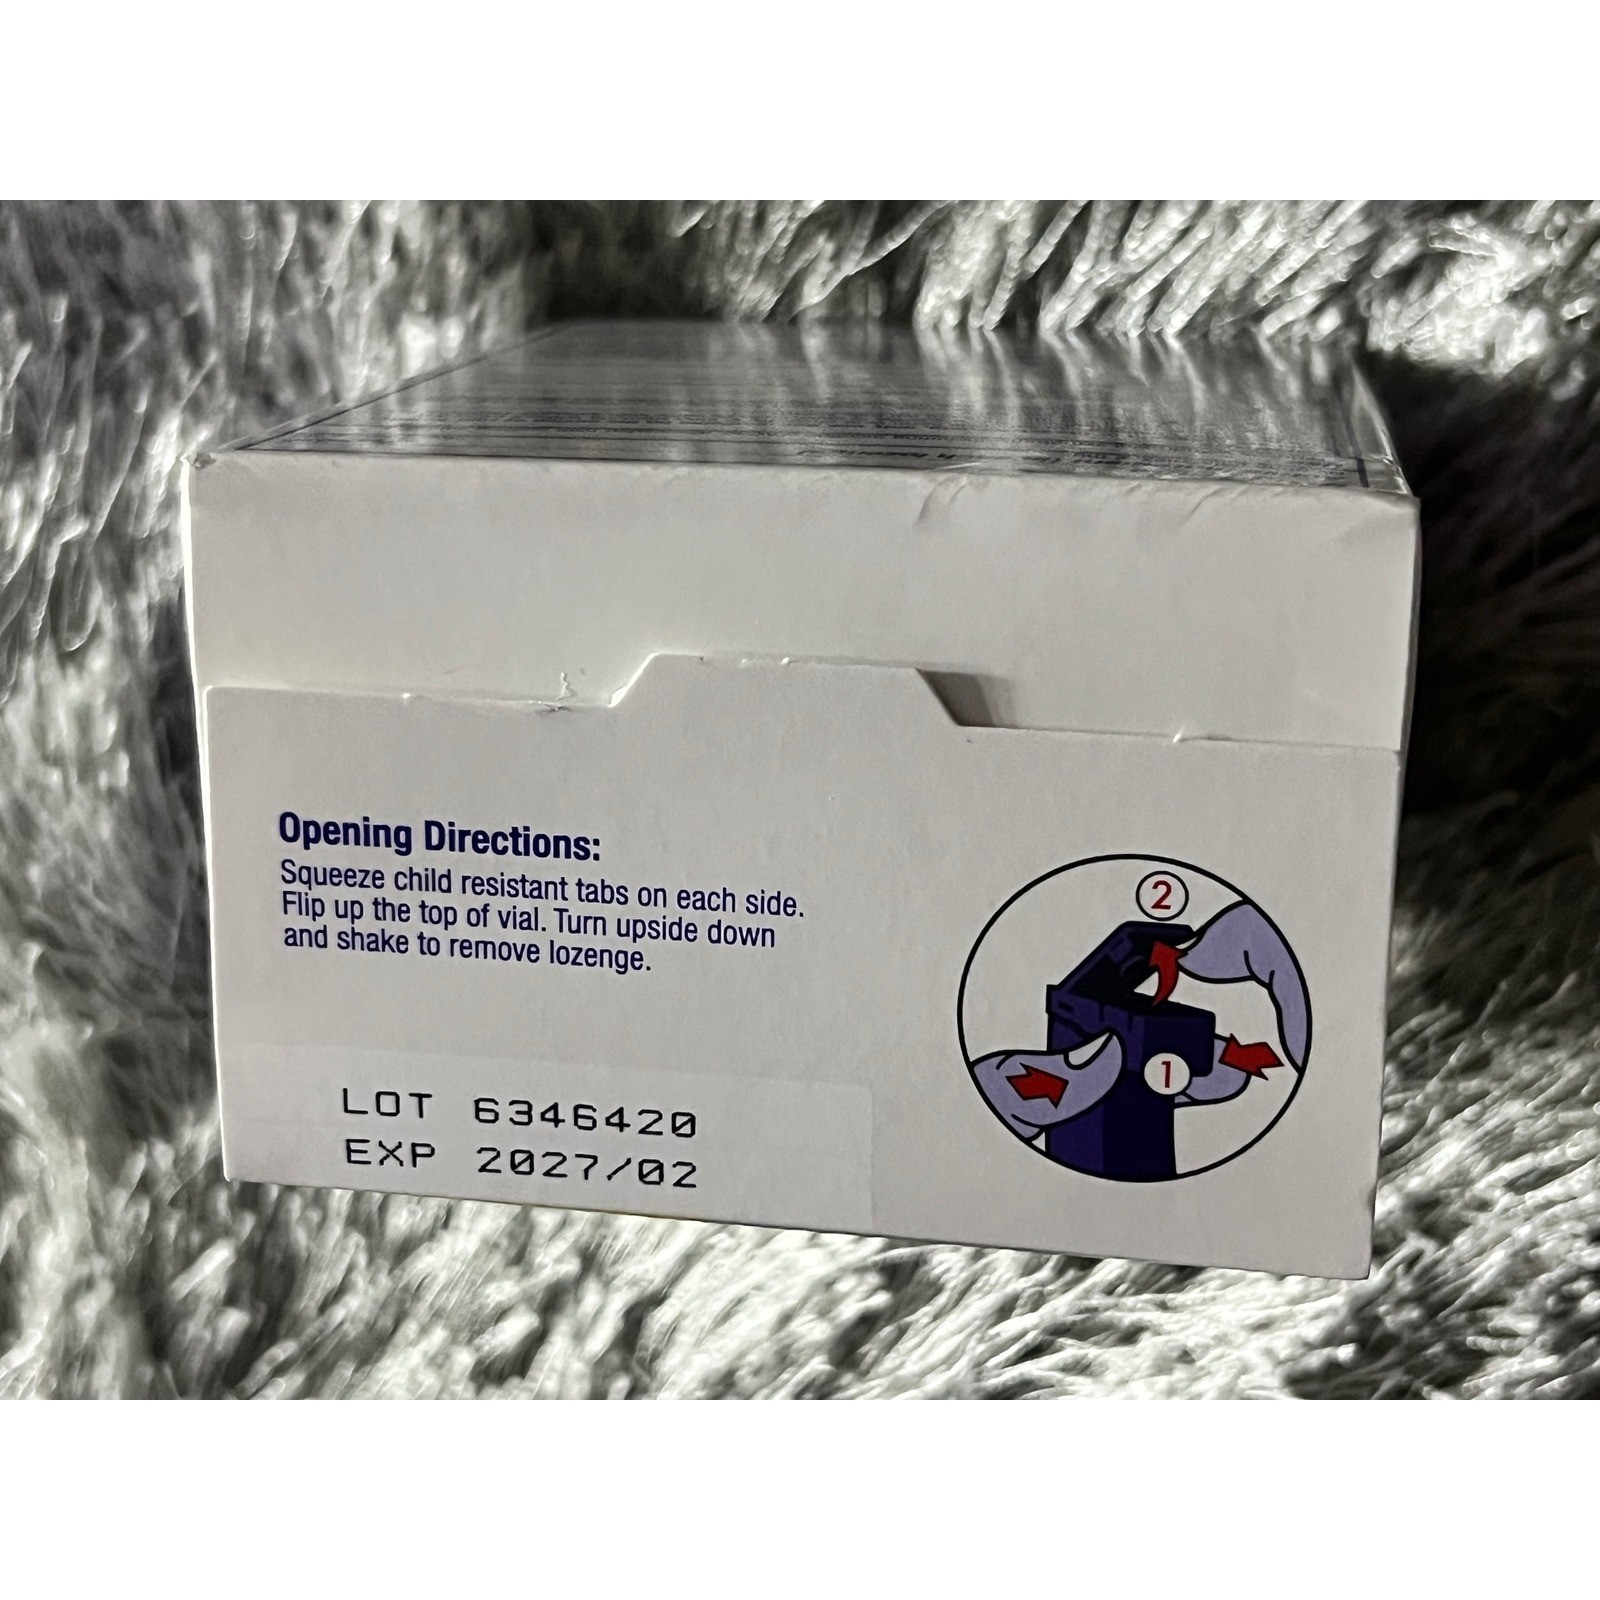 Opening Directions:
Squeeze child resistant tabs on each side.
Flip up the top of vial. Turn upside down
and shake to remove lozenge.
2
1
LOT 6346420
EXP 2027/02